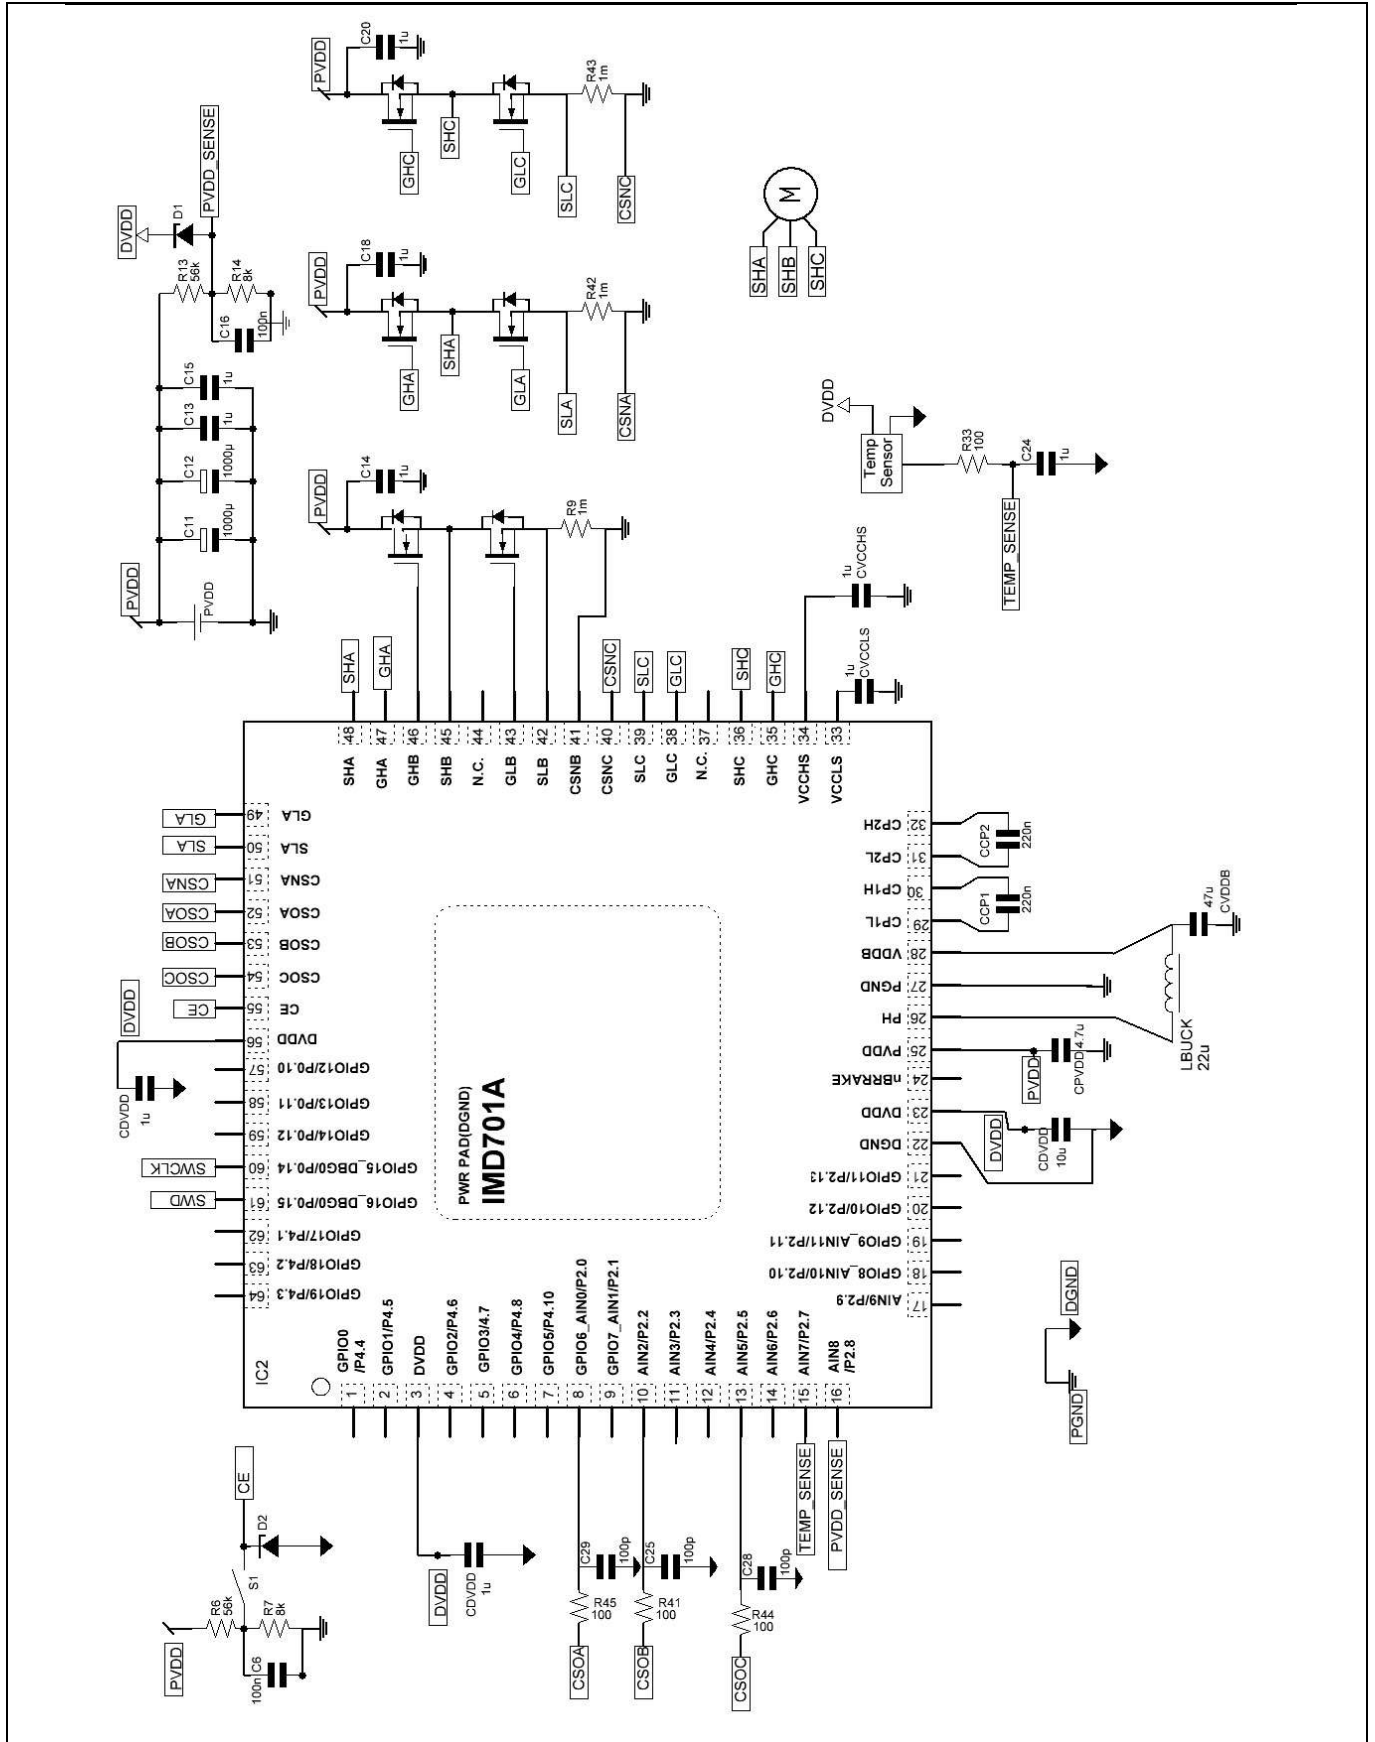 PVDD
C20
1u
GHC
SHC
GLC
R43
1m
SLC
CSNC
PVDD_SENSE
DVDD
D1
R13
56k
R14
8k
C16
100n
C15
1u
C13
1u
C12
1000µ
C11
1000µ
PVDD
PVDD
PVDD
C18
1u
GHA
SHA
GLA
R42
1m
SLA
CSNA
PVDD
C14
1u
R9
1m
M
SHA
SHB
SHC
DVDD
Temp
Sensor
R33
100
C24
1u
TEMP_SENSE
1u
CVCCHS
1u
CVCCLS
SHA
GHA
CSNC
SLC
GLC
SHC
GHC
48
47
46
45
44
43
42
41
40
39
38
37
36
35
34
33
SHA
GHA
GHB
SHB
N.C.
GLB
SLB
CSNB
CSNC
SLC
GLC
N.C.
SHC
GHC
VCCHS
VCCLS
GLA
49
GLA
SLA
50
SLA
CSNA
51
CSNA
CSOA
52
CSOA
CSOB
53
CSOB
CSOC
54
CSOC
CE
55
CE
DVDD
56
DVDD
CDVDD
1u
57
GPIO12/P0.10
58
GPIO13/P0.11
59
GPIO14/P0.12
SWCLK
60
GPIO15_DBG0/P0.14
SWD
61
GPIO16_DBG0/P0.15
62
GPIO17/P4.1
63
GPIO18/P4.2
64
GPIO19/P4.3
PWR PAD(DGND)
IMD701A
CP2H
32
CP2L
31
CCP2
220n
CP1H
30
CP1L
29
CCP1
220n
VDDB
28
PGND
27
PH
26
PVDD
25
nBRRAKE
24
DVDD
23
DGND
22
GPIO11/P2.13
21
GPIO10/P2.12
20
GPIO9_AIN11/P2.11
19
GPIO8_AIN10/P2.10
18
AIN9/P2.9
17
47u
CVDDB
LBUCK
22u
PVDD
CPVDD 4.7u
DVDD
CDVDD
10u
DGND
PGND
IC2
GPIO0
/P4.4
GPIO1/P4.5
DVDD
GPIO2/P4.6
GPIO3/4.7
GPIO4/P4.8
GPIO5/P4.10
GPIO6_AIN0/P2.0
GPIO7_AIN1/P2.1
AIN2/P2.2
AIN3/P2.3
AIN4/P2.4
AIN5/P2.5
AIN6/P2.6
AIN7/P2.7
AIN8
/P2.8
1
2
3
4
5
6
7
8
9
10
11
12
13
14
15
16
CE
D2
S1
R6
56k
R7
8k
PVDD
100n
C6
DVDD
CDVDD
1u
C29
100p
R45
100
CSOA
C25
100p
R41
100
CSOB
C28
100p
R44
100
CSOC
TEMP_SENSE
PVDD_SENSE